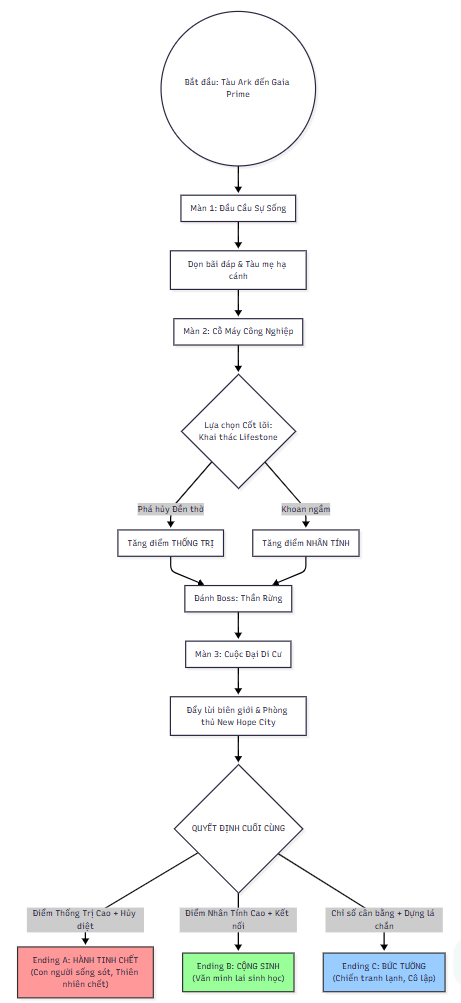 Bắt đầu: Tàu Ark đến Gaia
Prime
Màn 1: Đầu Cầu Sự Sống
Dọn bãi đáp & Tàu mẹ hạ
cánh
Màn 2: Cỗ Máy Công Nghiệp
Lựa chọn Cốt lõi:
Khai thác Lifestone
Phá hủy Đền thờ
Khoan ngầm
Tăng điểm THỐNG TRỊ
Tăng điểm NHÂN TÍNH
Đánh Boss: Thần Rừng
Màn 3: Cuộc Đại Di Cư
Đẩy lùi biên giới & Phòng
thủ New Hope City
QUYẾT ĐỊNH CUỐI CÙNG
Điểm Thống Trị Cao + Hủy
diệt
Điểm Nhân Tính Cao + Kết
nối
Chỉ số cân bằng + Dựng lá
chắn
Ending A: HÀNH TINH CHẾT
(Con người sống sót, Thiên
nhiên chết)
Ending B: CỘNG SINH
(Văn minh lai sinh học)
Ending C: BỨC TƯỜNG
(Chiến tranh lạnh, Cô lập)